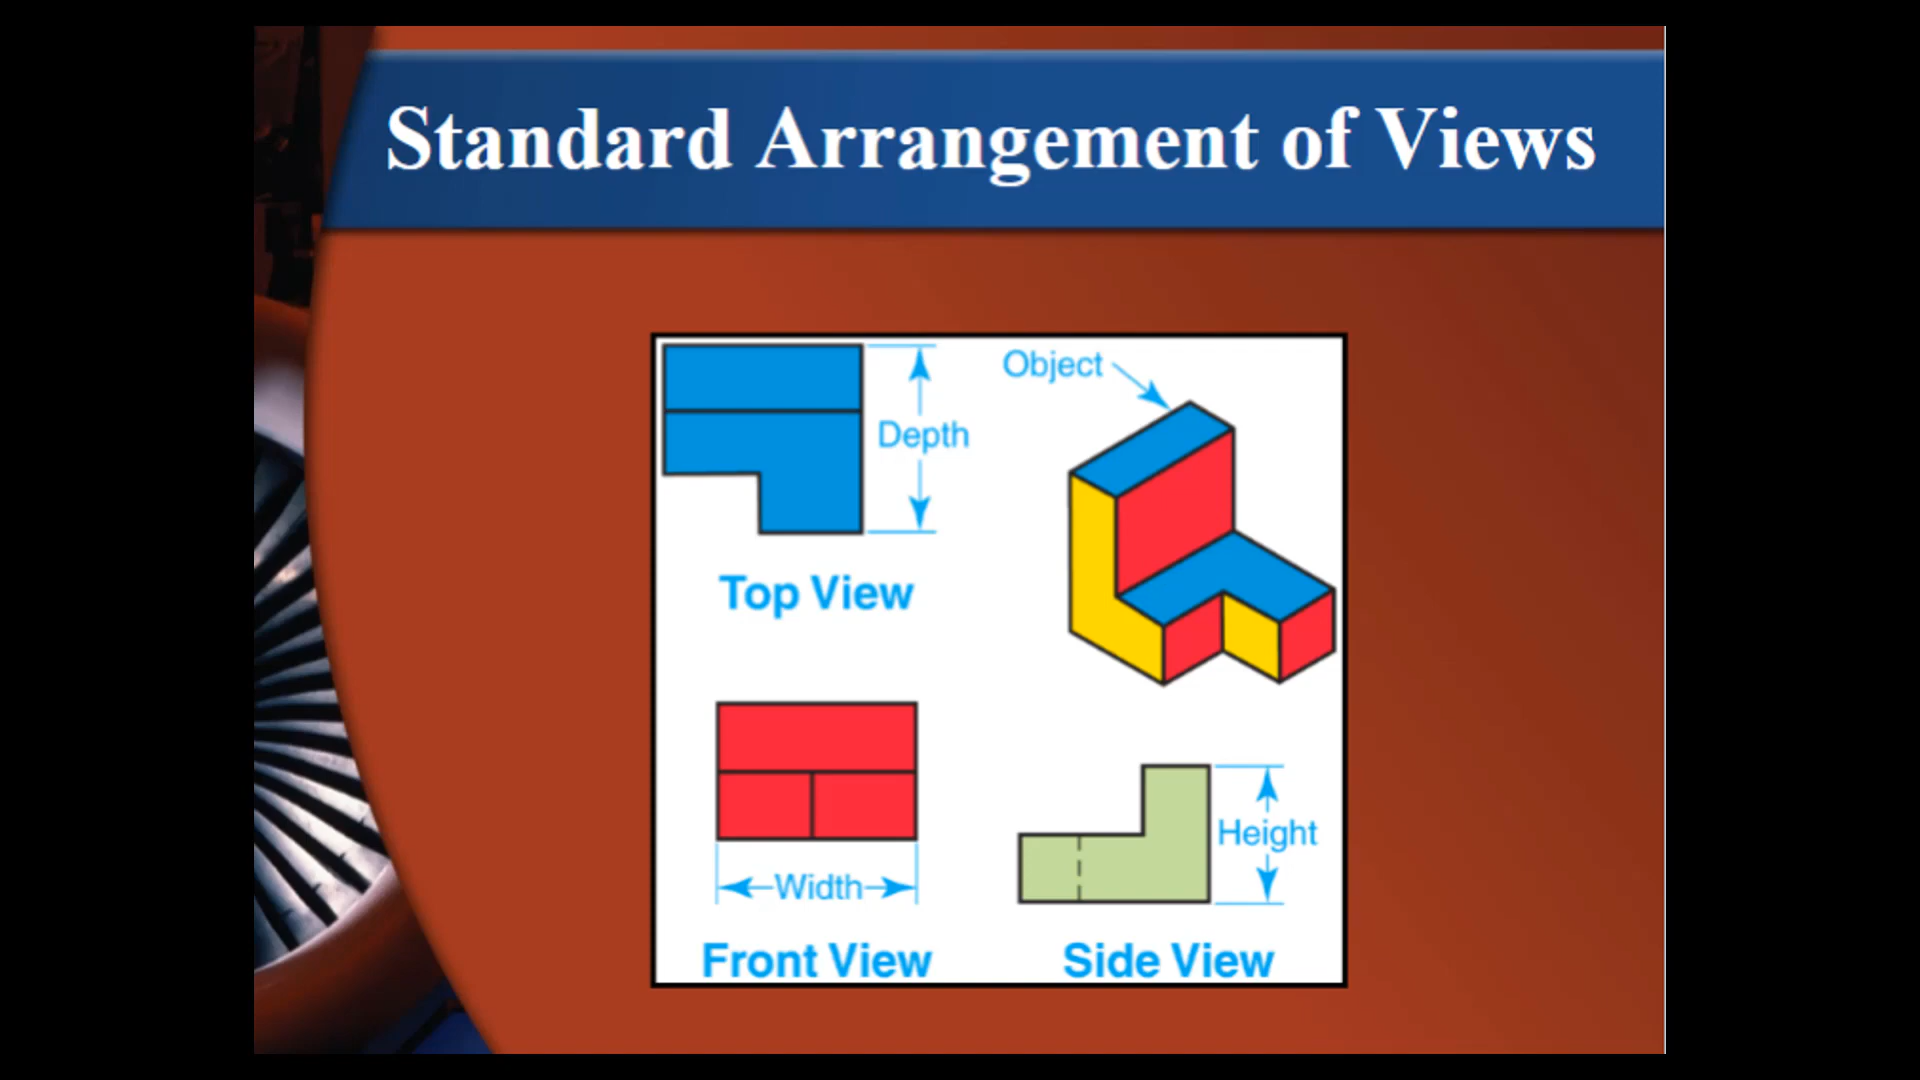 Standard Arrangement of Views
Object
Depth
Top View
Width
Height
Front View
Side View